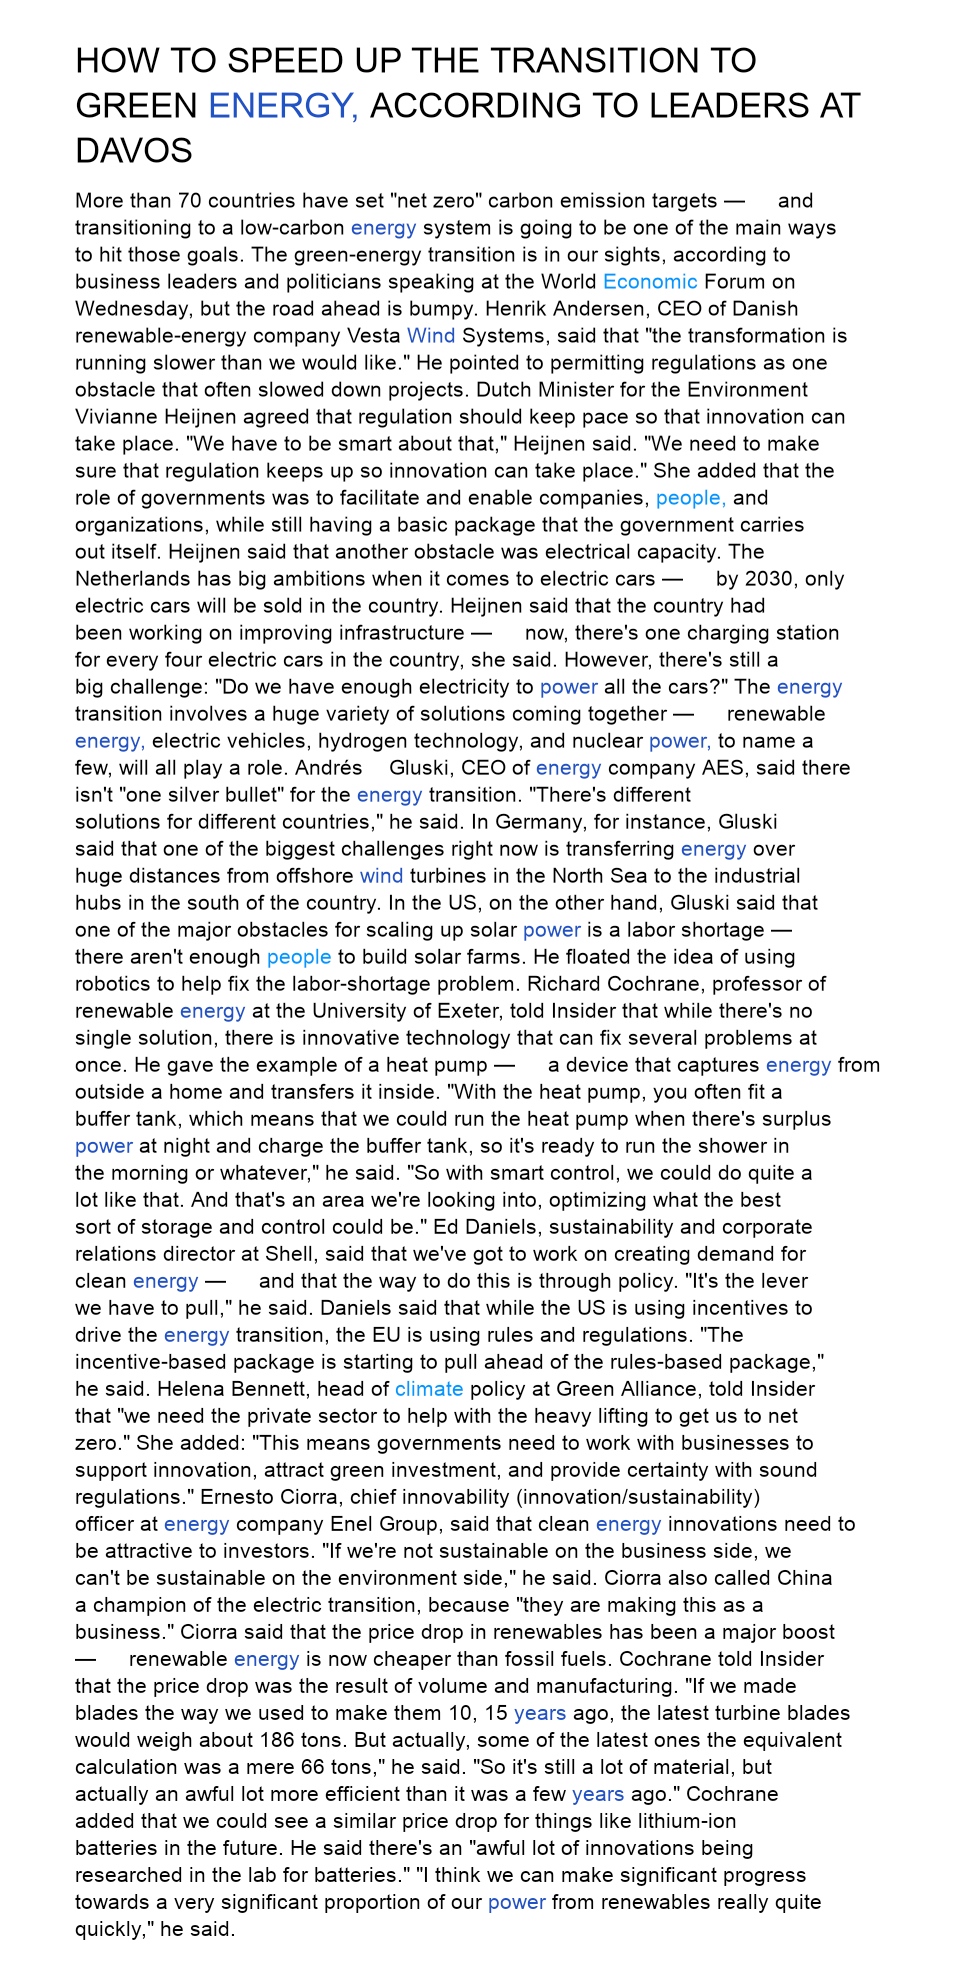 HOW TO SPEED UP THE TRANSITION TO
GREEN ENERGY, ACCORDING TO LEADERS AT
DAVOS
More than 70 countries have set "net zero" carbon emission targets — and
transitioning to a low-carbon energy system is going to be one of the main ways
to hit those goals. The green-energy transition is in our sights, according to
business leaders and politicians speaking at the World Economic Forum on
Wednesday, but the road ahead is bumpy. Henrik Andersen, CEO of Danish
renewable-energy company Vesta Wind Systems, said that "the transformation is
running slower than we would like." He pointed to permitting regulations as one
obstacle that often slowed down projects. Dutch Minister for the Environment
Vivianne Heijnen agreed that regulation should keep pace so that innovation can
take place. "We have to be smart about that," Heijnen said. "We need to make
sure that regulation keeps up so innovation can take place." She added that the
role of governments was to facilitate and enable companies, people, and
organizations, while still having a basic package that the government carries
out itself. Heijnen said that another obstacle was electrical capacity. The
Netherlands has big ambitions when it comes to electric cars — by 2030, only
electric cars will be sold in the country. Heijnen said that the country had
been working on improving infrastructure — now, there's one charging station
for every four electric cars in the country, she said. However, there's still a
big challenge: "Do we have enough electricity to power all the cars?" The energy
transition involves a huge variety of solutions coming together — renewable
energy, electric vehicles, hydrogen technology, and nuclear power, to name a
few, will all play a role. Andrés Gluski, CEO of energy company AES, said there
isn't "one silver bullet" for the energy transition. "There's different
solutions for different countries," he said. In Germany, for instance, Gluski
said that one of the biggest challenges right now is transferring energy over
huge distances from offshore wind turbines in the North Sea to the industrial
hubs in the south of the country. In the US, on the other hand, Gluski said that
one of the major obstacles for scaling up solar power is a labor shortage —
there aren't enough people to build solar farms. He floated the idea of using
robotics to help fix the labor-shortage problem. Richard Cochrane, professor of
renewable energy at the University of Exeter, told Insider that while there's no
single solution, there is innovative technology that can fix several problems at
once. He gave the example of a heat pump — a device that captures energy from
outside a home and transfers it inside. "With the heat pump, you often fit a
buffer tank, which means that we could run the heat pump when there's surplus
power at night and charge the buffer tank, so it's ready to run the shower in
the morning or whatever," he said. "So with smart control, we could do quite a
lot like that. And that's an area we're looking into, optimizing what the best
sort of storage and control could be." Ed Daniels, sustainability and corporate
relations director at Shell, said that we've got to work on creating demand for
clean energy — and that the way to do this is through policy. "It's the lever
we have to pull," he said. Daniels said that while the US is using incentives to
drive the energy transition, the EU is using rules and regulations. "The
incentive-based package is starting to pull ahead of the rules-based package,"
he said. Helena Bennett, head of climate policy at Green Alliance, told Insider
that "we need the private sector to help with the heavy lifting to get us to net
zero." She added: "This means governments need to work with businesses to
support innovation, attract green investment, and provide certainty with sound
regulations." Ernesto Ciorra, chief innovability (innovation/sustainability)
officer at energy company Enel Group, said that clean energy innovations need to
be attractive to investors. "If we're not sustainable on the business side, we
can't be sustainable on the environment side," he said. Ciorra also called China
a champion of the electric transition, because "they are making this as a
business." Ciorra said that the price drop in renewables has been a major boost
— renewable energy is now cheaper than fossil fuels. Cochrane told Insider
that the price drop was the result of volume and manufacturing. "If we made
blades the way we used to make them 10, 15 years ago, the latest turbine blades
would weigh about 186 tons. But actually, some of the latest ones the equivalent
calculation was a mere 66 tons," he said. "So it's still a lot of material, but
actually an awful lot more efficient than it was a few years ago." Cochrane
added that we could see a similar price drop for things like lithium-ion
batteries in the future. He said there's an "awful lot of innovations being
researched in the lab for batteries." "I think we can make significant progress
towards a very significant proportion of our power from renewables really quite
quickly," he said.